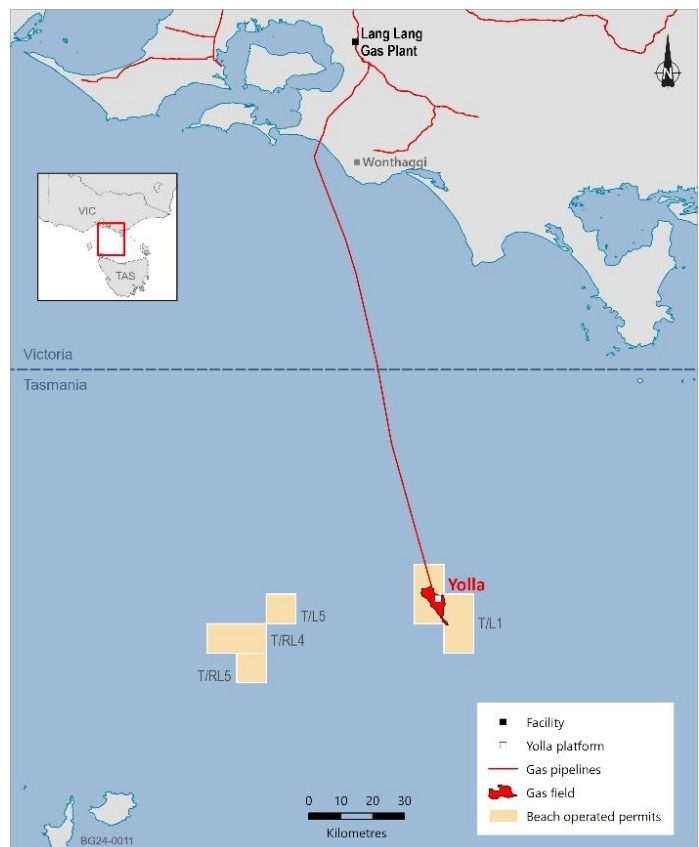 Lang Lang
Gas Plant
N
Wonthaggi
VIC
TAS
Victoria
Tasmania
Yolla
T/L5
T/L1
T/RL4
T/RL5
Facility
Yolla platform
Gas pipelines
Gas field
Beach operated permits
0 10 20 30
Kilometres
BG24-0011